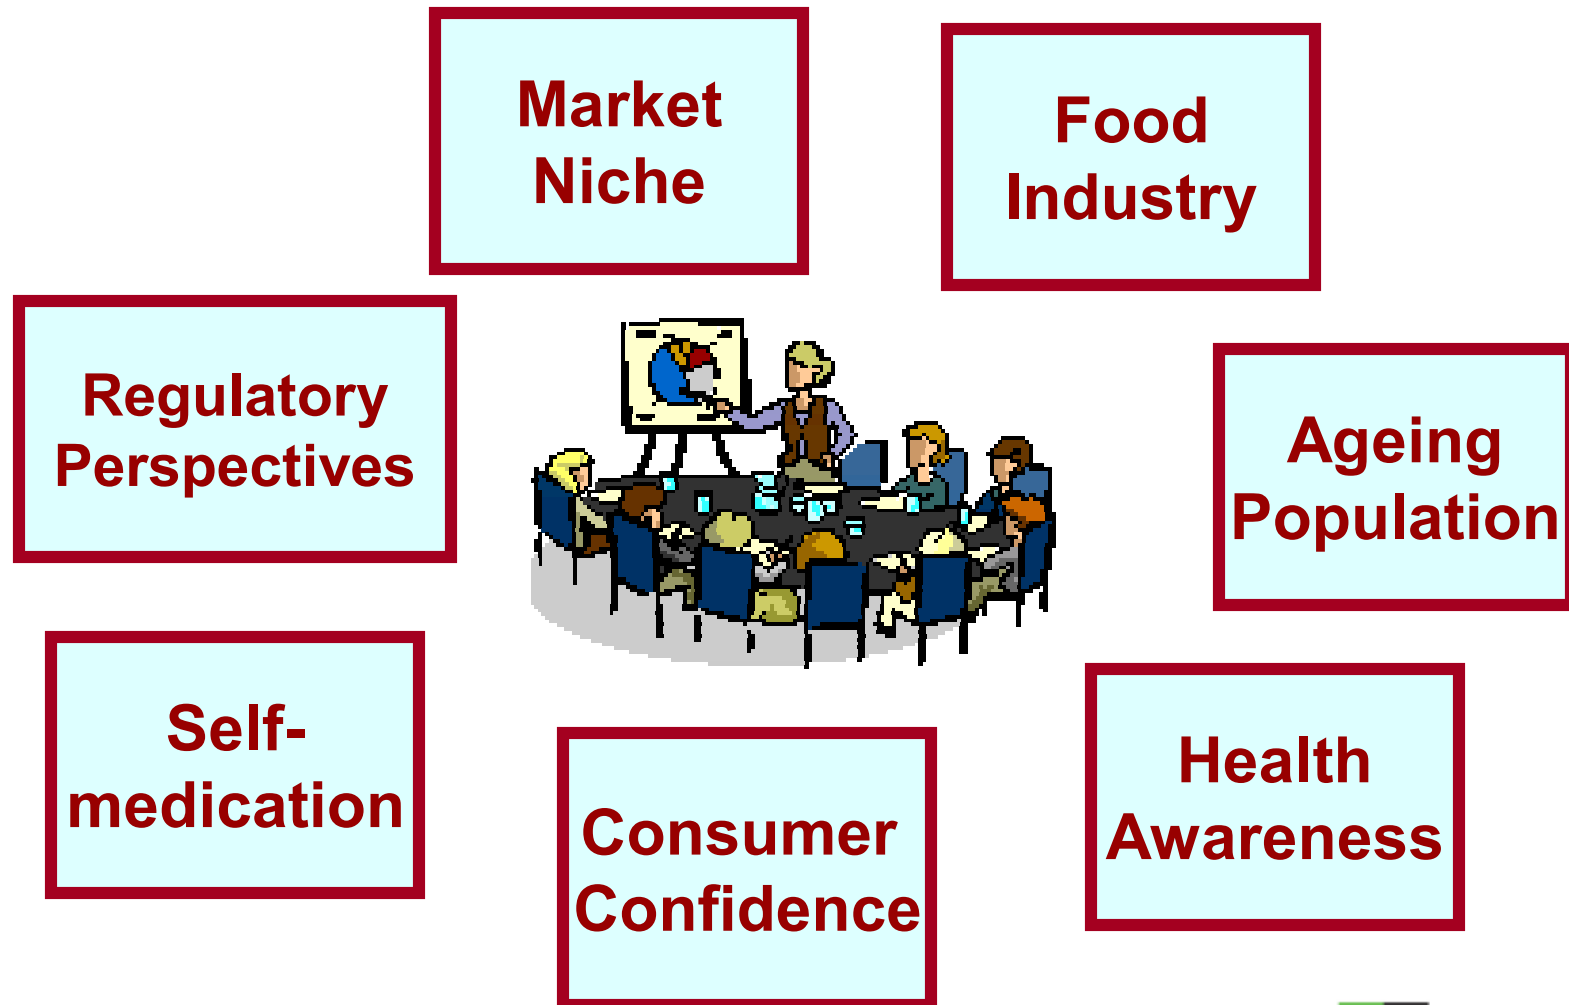 Market
Niche
Food
Industry
Regulatory
Perspectives
Ageing
Population
Self-
medication
Consumer
Confidence
Health
Awareness